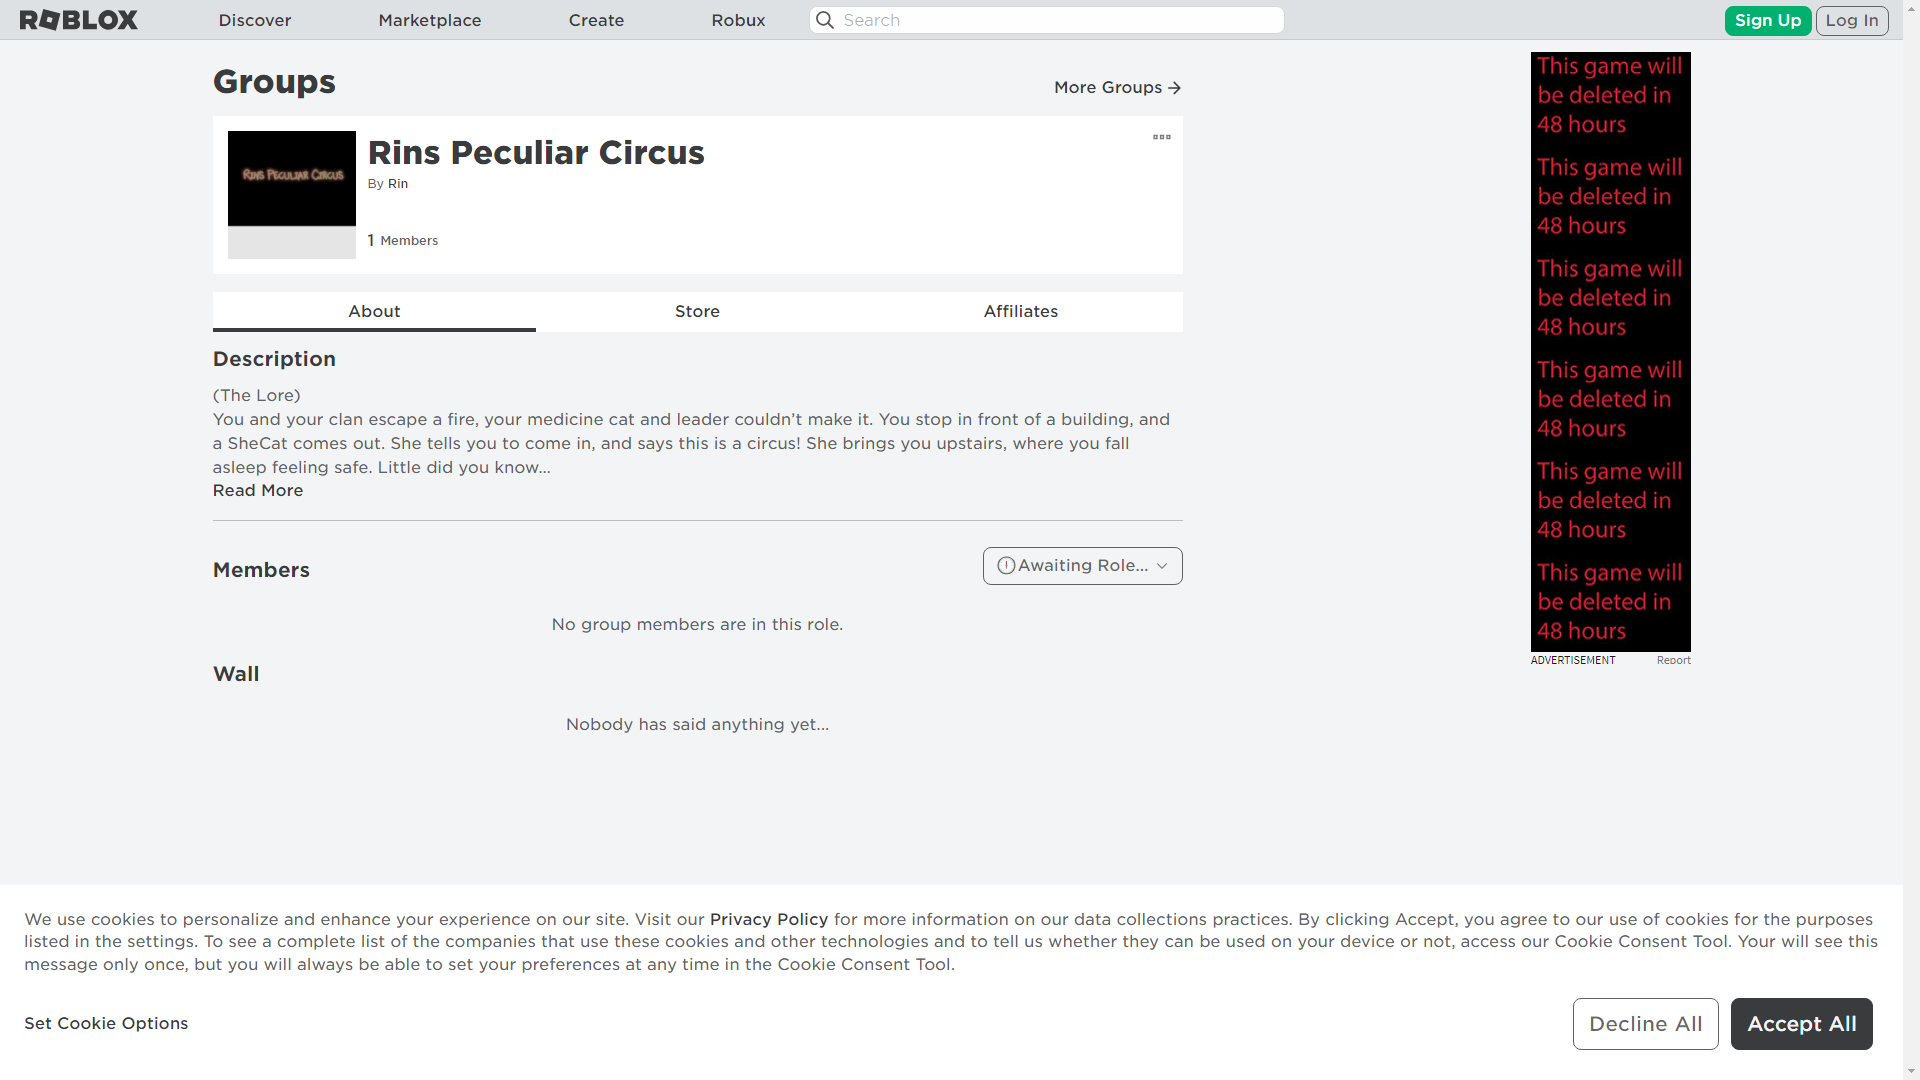 ROBLOX
Discover
Marketplace
Create
Robux
Search
Sign Up
Log In
Groups
More Groups
Rins Peculiar Circus
Rins Peculiar Circus
By Rin
1 Members
About
Store
Affiliates
Description
(The Lore)
You and your clan escape a fire, your medicine cat and leader couldn’t make it. You stop in front of a building, and
a SheCat comes out. She tells you to come in, and says this is a circus! She brings you upstairs, where you fall
asleep feeling safe. Little did you know...
Read More
Members
Awaiting Role...
No group members are in this role.
Wall
Nobody has said anything yet...
This game will
be deleted in
48 hours
This game will
be deleted in
48 hours
This game will
be deleted in
48 hours
This game will
be deleted in
48 hours
This game will
be deleted in
48 hours
This game will
be deleted in
48 hours
ADVERTISEMENT
Report
We use cookies to personalize and enhance your experience on our site. Visit our Privacy Policy for more information on our data collections practices. By clicking Accept, you agree to our use of cookies for the purposes
listed in the settings. To see a complete list of the companies that use these cookies and other technologies and to tell us whether they can be used on your device or not, access our Cookie Consent Tool. Your will see this
message only once, but you will always be able to set your preferences at any time in the Cookie Consent Tool.
Set Cookie Options
Decline All
Accept All